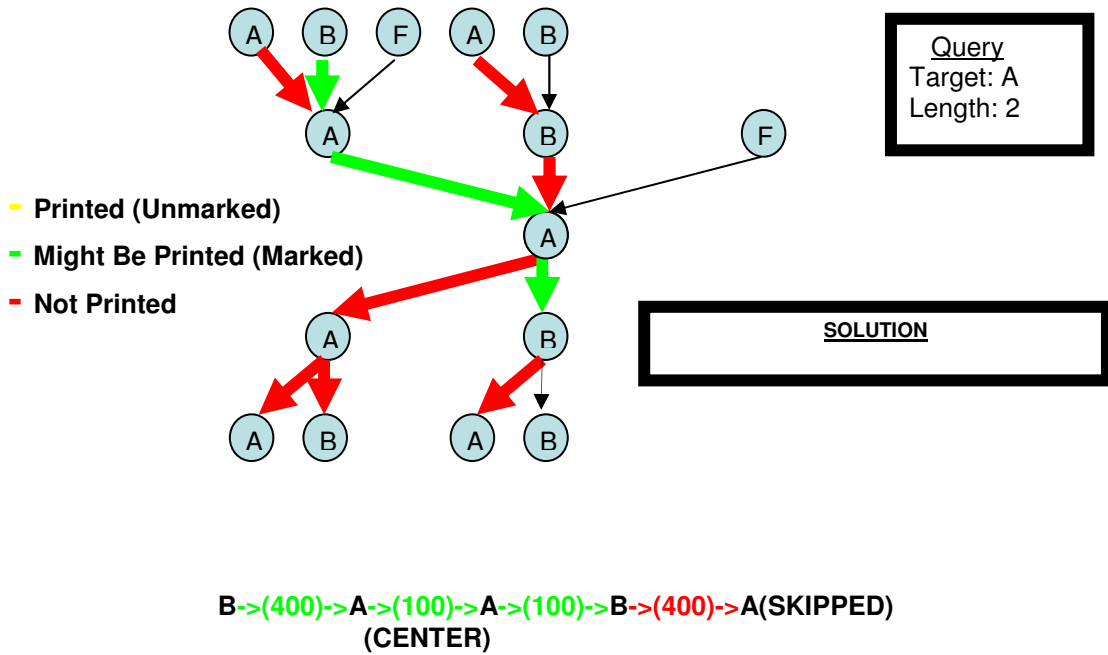 A B F A B
Query
Target: A
Length: 2
A B F
- Printed (Unmarked)
- Might Be Printed (Marked)
- Not Printed
A
A B
SOLUTION
A B A B
B->(400)->A->(100)->A->(100)->B->(400)->A(SKIPPED)
(CENTER)